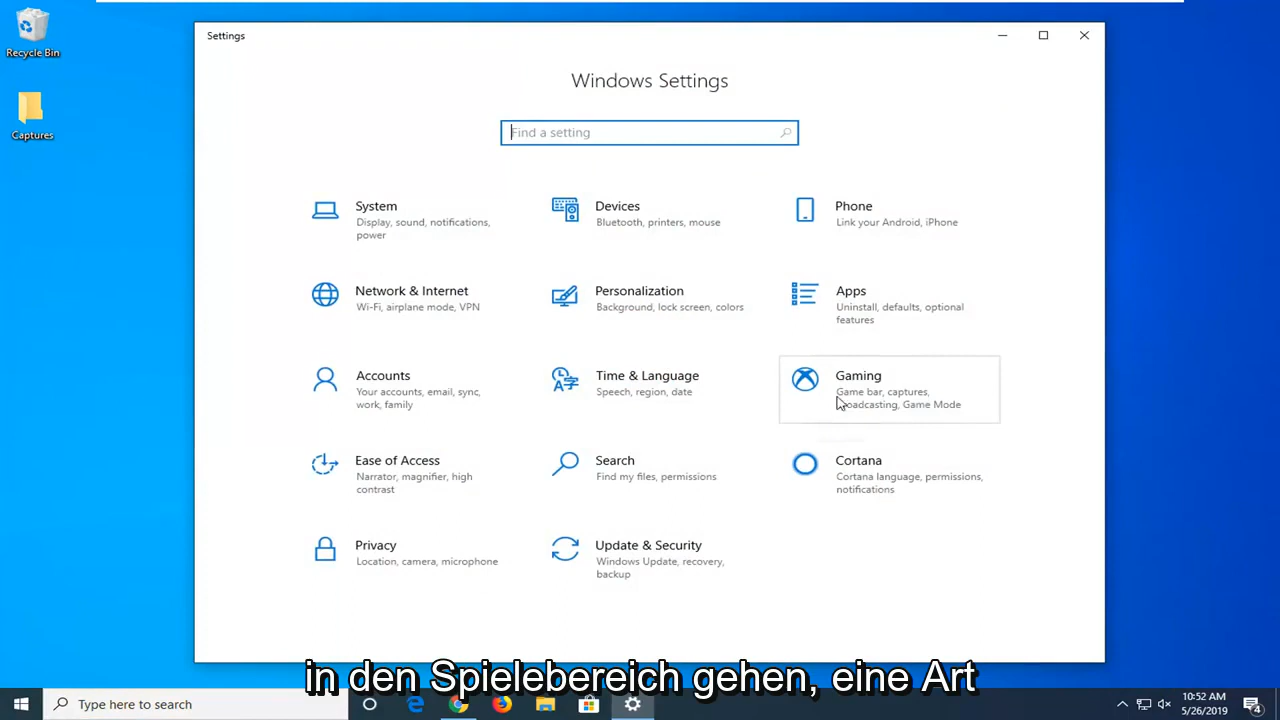 Recycle Bin
Captures
Settings
Windows Settings
Find a setting
System
Display, sound, notifications,
power
Devices
Bluetooth, printers, mouse
Phone
Link your Android, iPhone
Network & Internet
Wi-Fi, airplane mode, VPN
Personalization
Background, lock screen, colors
Apps
Uninstall, defaults, optional
features
Accounts
Your accounts, email, sync,
work, family
Time & Language
Speech, region, date
Gaming
Game bar, captures,
broadcasting, Game Mode
Ease of Access
Narrator, magnifier, high
contrast
Search
Find my files, permissions
Cortana
Cortana language, permissions,
notifications
Privacy
Location, camera, microphone
Update & Security
Windows Update, recovery,
backup
in den Spielebereich gehen, eine Art
Type here to search
10:52 AM
5/26/2019
4